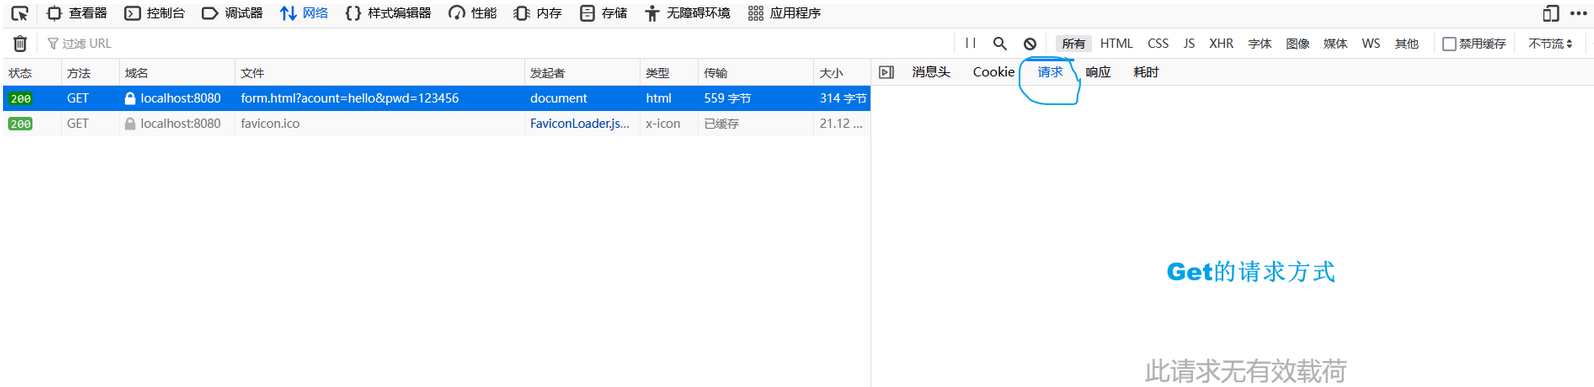 查看器 控制台 调试器 网络 样式编辑器 性能 内存 存储 无障碍环境 应用程序
过滤 URL 所有 HTML CSS JS XHR 字体 图像 媒体 WS 其他 禁用缓存 不节流
状态 方法 域名 文件 发起者 类型 传输 大小 消息头 Cookie 请求 响应 耗时
200 GET localhost:8080 form.html?acount=hello&pwd=123456 document html 559 字节 314 字节
200 GET localhost:8080 favicon.ico FaviconLoader.js... x-icon 已缓存 21.12 ...
Get的请求方式
此请求无有效载荷